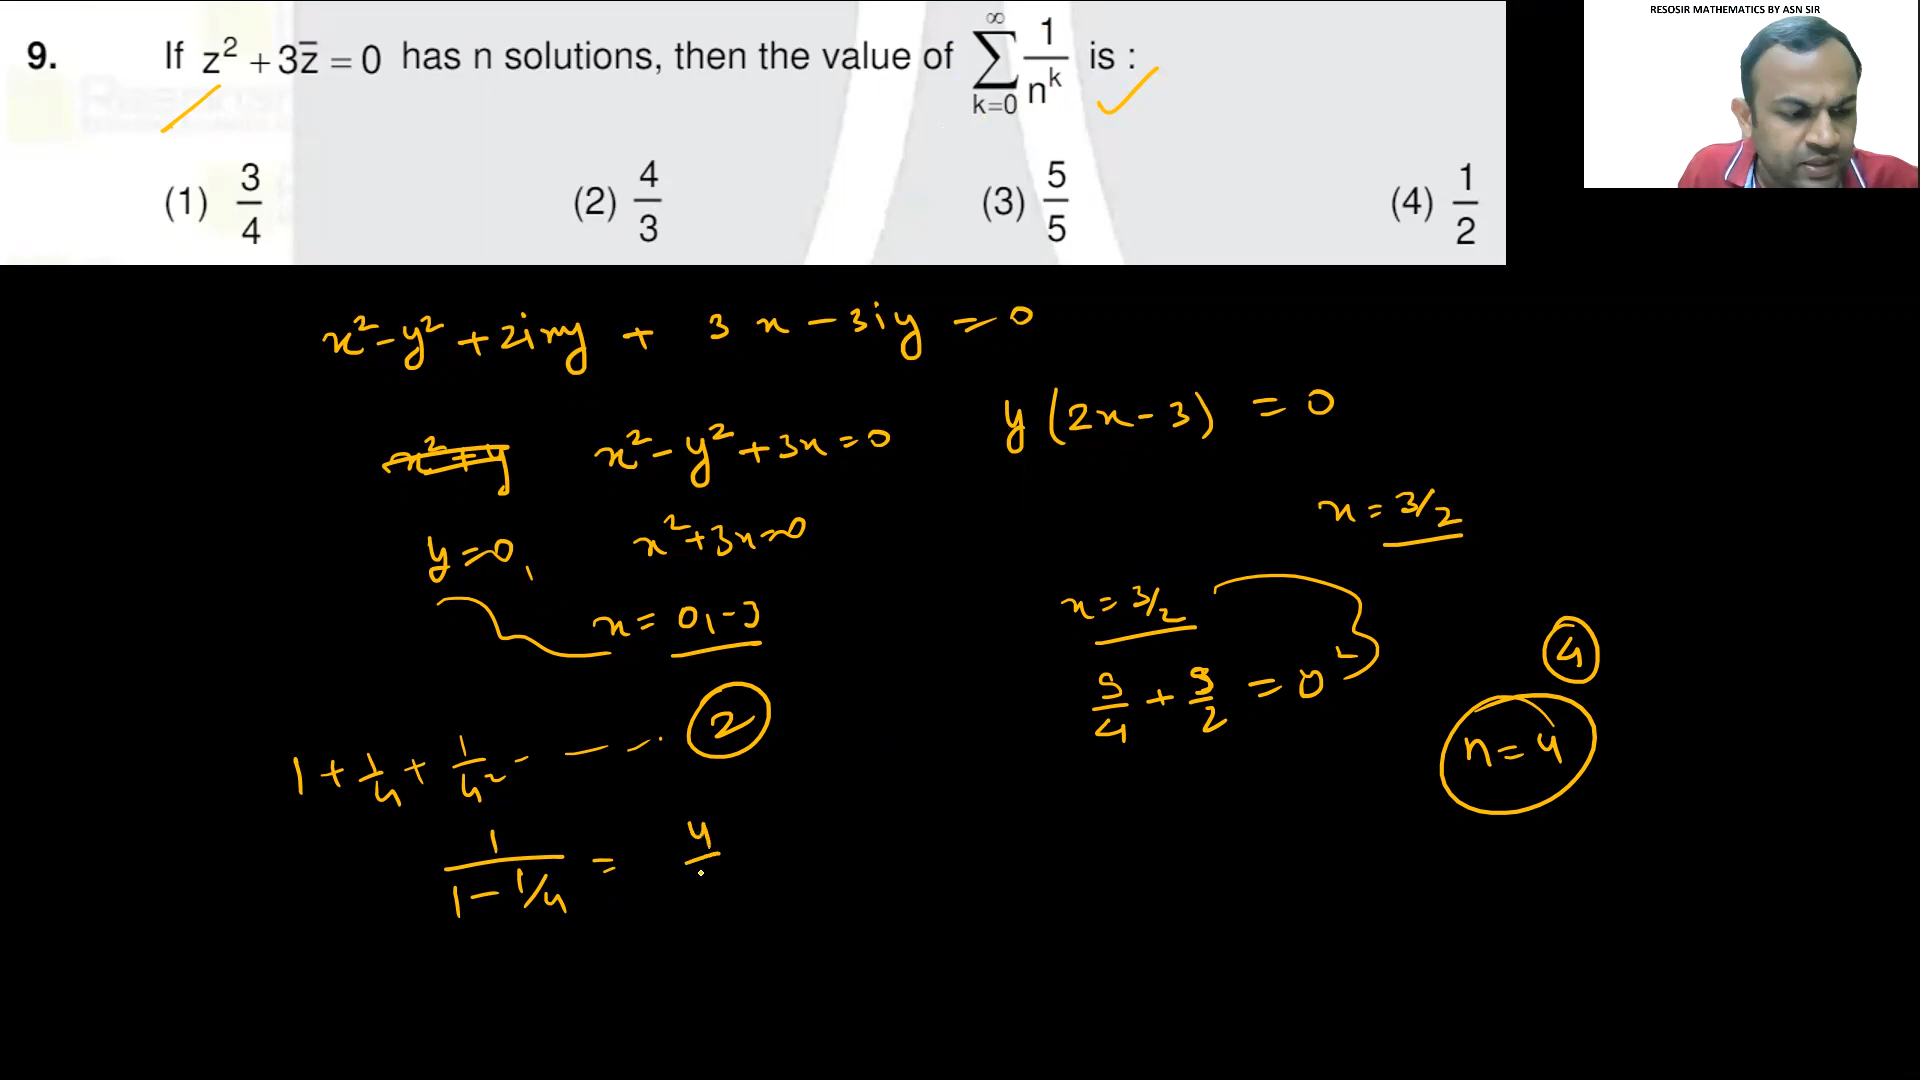 RESOSIR MATHEMATICS BY ASN SIR
9. If z² + 3z̄ = 0 has n solutions, then the value of ∑_{k=0}^{∞} 1/n^k is :
(1) 3/4 (2) 4/3 (3) 5/5 (4) 1/2
x² - y² + 2ixy + 3x - 3iy = 0
y(2x - 3) = 0
x² - y² + 3x = 0
x = 3/2
y = 0, x² + 3x = 0
x = 3/2
x = 0, -3
4
9/4 + 9/2 = 0
2
n = 4
1 + 1/4 + 1/4² - - - -
1/(1 - 1/4) = 4